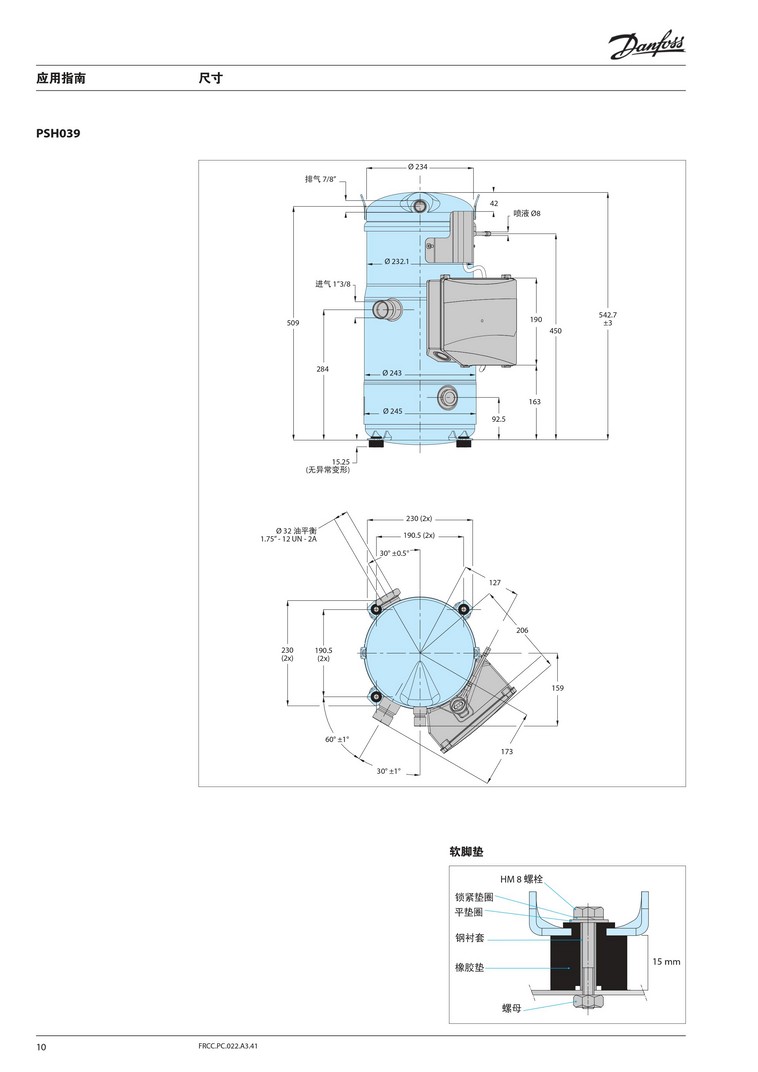 Danfoss
应用指南 尺寸
PSH039
Ø 234
排气 7/8"
42
喷液 Ø8
Ø 232.1
进气 1"3/8
509
190
450
542.7
±3
284
Ø 243
163
Ø 245
92.5
15.25
(无异常变形)
230 (2x)
Ø 32 油平衡
1.75" - 12 UN - 2A
190.5 (2x)
30° ±0.5°
127
206
230
(2x)
190.5
(2x)
159
60° ±1°
173
30° ±1°
软脚垫
HM 8 螺栓
锁紧垫圈
平垫圈
钢衬套
橡胶垫
15 mm
螺母
10 FRCC.PC.022.A3.41